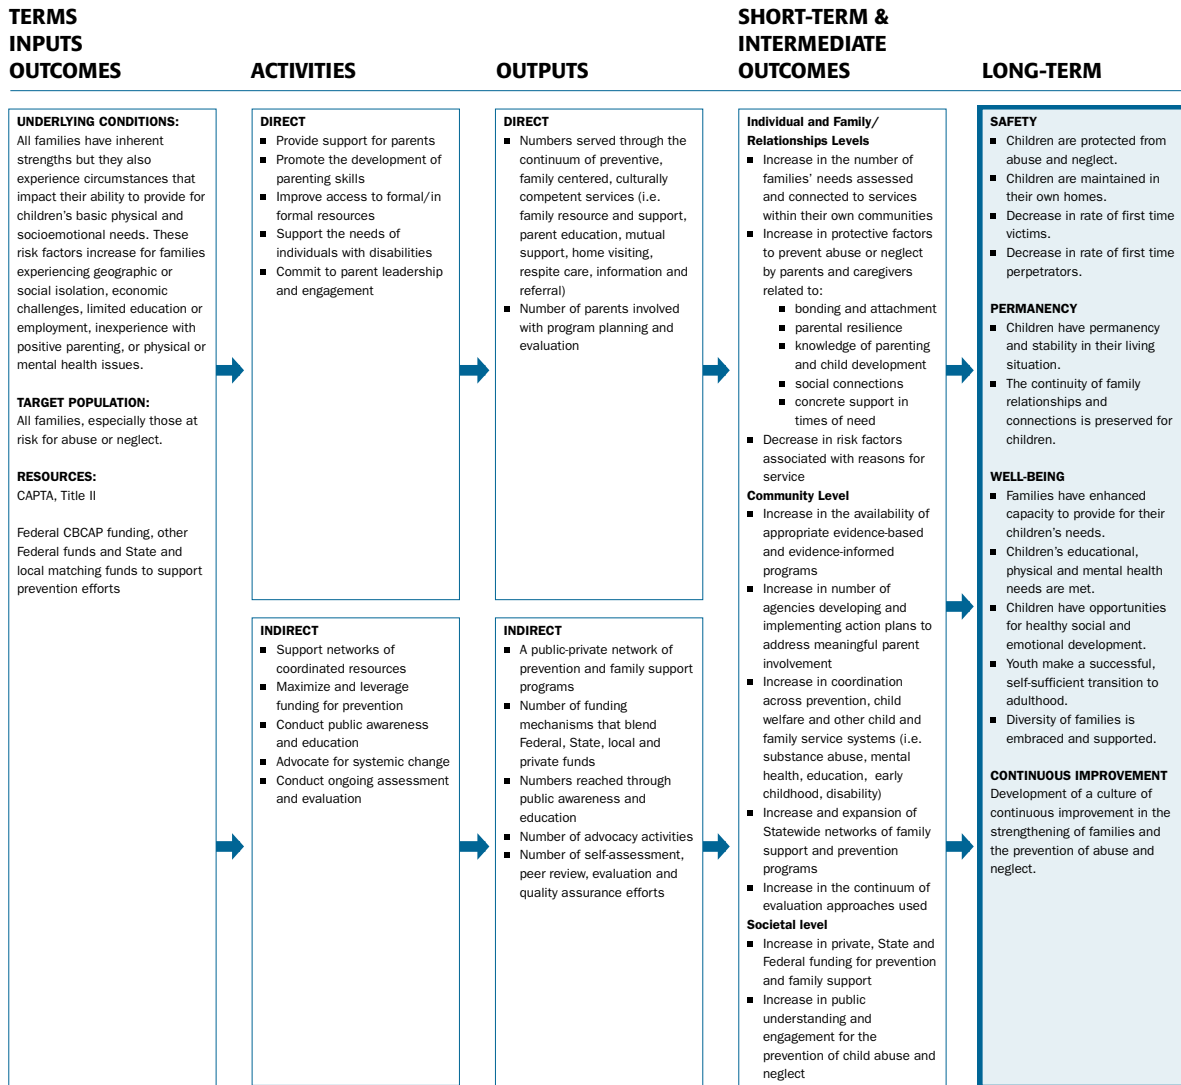 TERMS
INPUTS
OUTCOMES
ACTIVITIES
OUTPUTS
SHORT-TERM &
INTERMEDIATE
OUTCOMES
LONG-TERM
UNDERLYING CONDITIONS:
All families have inherent
strengths but they also
experience circumstances that
impact their ability to provide for
children's basic physical and
socioemotional needs. These
risk factors increase for families
experiencing geographic or
social isolation, economic
challenges, limited education or
employment, inexperience with
positive parenting, or physical or
mental health issues.
TARGET POPULATION:
All families, especially those at
risk for abuse or neglect.
RESOURCES:
CAPTA, Title II
Federal CBCAP funding, other
Federal funds and State and
local matching funds to support
prevention efforts
DIRECT
■ Provide support for parents
■ Promote the development of
parenting skills
■ Improve access to formal/in
formal resources
■ Support the needs of
individuals with disabilities
■ Commit to parent leadership
and engagement
INDIRECT
■ Support networks of
coordinated resources
■ Maximize and leverage
funding for prevention
■ Conduct public awareness
and education
■ Advocate for systemic change
■ Conduct ongoing assessment
and evaluation
DIRECT
■ Numbers served through the
continuum of preventive,
family centered, culturally
competent services (i.e.
family resource and support,
parent education, mutual
support, home visiting,
respite care, information and
referral)
■ Number of parents involved
with program planning and
evaluation
INDIRECT
■ A public-private network of
prevention and family support
programs
■ Number of funding
mechanisms that blend
Federal, State, local and
private funds
■ Numbers reached through
public awareness and
education
■ Number of advocacy activities
■ Number of self-assessment,
peer review, evaluation and
quality assurance efforts
Individual and Family/
Relationships Levels
■ Increase in the number of
families' needs assessed
and connected to services
within their own communities
■ Increase in protective factors
to prevent abuse or neglect
by parents and caregivers
related to:
■ bonding and attachment
■ parental resilience
■ knowledge of parenting
and child development
■ social connections
■ concrete support in
times of need
■ Decrease in risk factors
associated with reasons for
service
Community Level
■ Increase in the availability of
appropriate evidence-based
and evidence-informed
programs
■ Increase in number of
agencies developing and
implementing action plans to
address meaningful parent
involvement
■ Increase in coordination
across prevention, child
welfare and other child and
family service systems (i.e.
substance abuse, mental
health, education, early
childhood, disability)
■ Increase and expansion of
Statewide networks of family
support and prevention
programs
■ Increase in the continuum of
evaluation approaches used
Societal level
■ Increase in private, State and
Federal funding for prevention
and family support
■ Increase in public
understanding and
engagement for the
prevention of child abuse and
neglect
SAFETY
■ Children are protected from
abuse and neglect.
■ Children are maintained in
their own homes.
■ Decrease in rate of first time
victims.
■ Decrease in rate of first time
perpetrators.
PERMANENCY
■ Children have permanency
and stability in their living
situation.
■ The continuity of family
relationships and
connections is preserved for
children.
WELL-BEING
■ Families have enhanced
capacity to provide for their
children's needs.
■ Children's educational,
physical and mental health
needs are met.
■ Children have opportunities
for healthy social and
emotional development.
■ Youth make a successful,
self-sufficient transition to
adulthood.
■ Diversity of families is
embraced and supported.
CONTINUOUS IMPROVEMENT
Development of a culture of
continuous improvement in the
strengthening of families and
the prevention of abuse and
neglect.